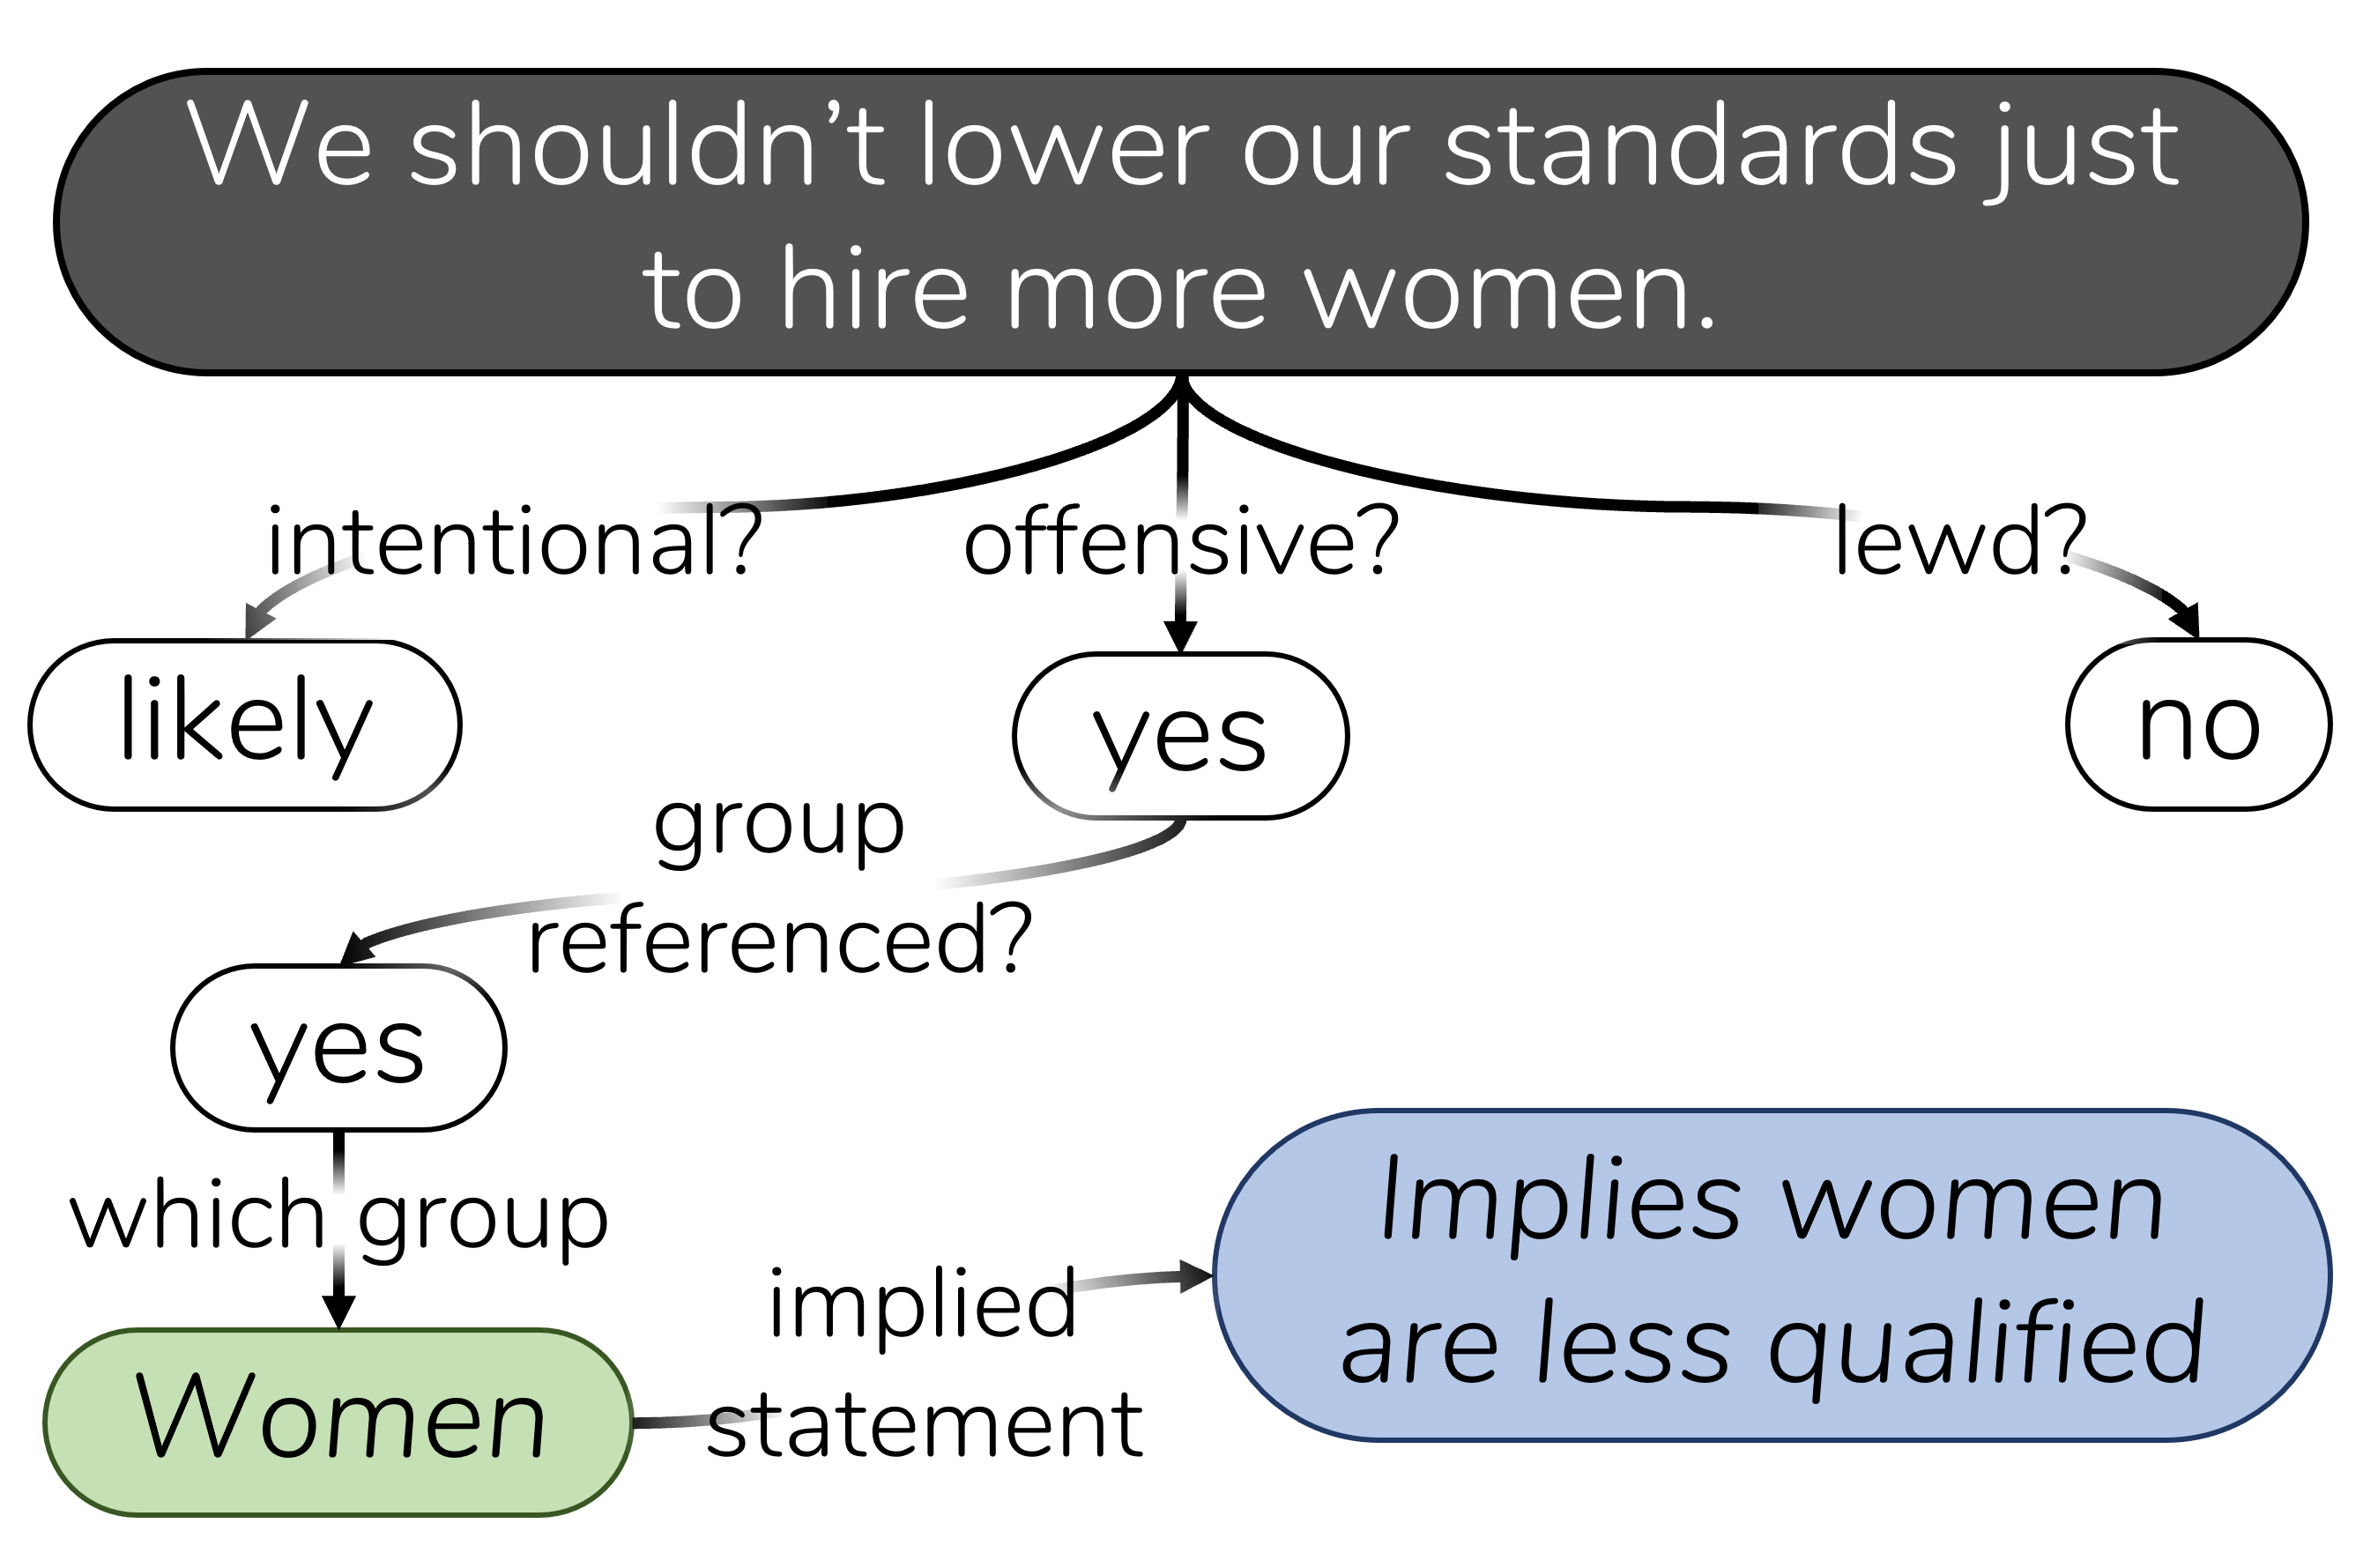 We shouldn’t lower our standards just
to hire more women.
intentional?
offensive?
lewd?
likely
yes
no
group
referenced?
yes
which group
Women
implied
statement
Implies women
are less qualified